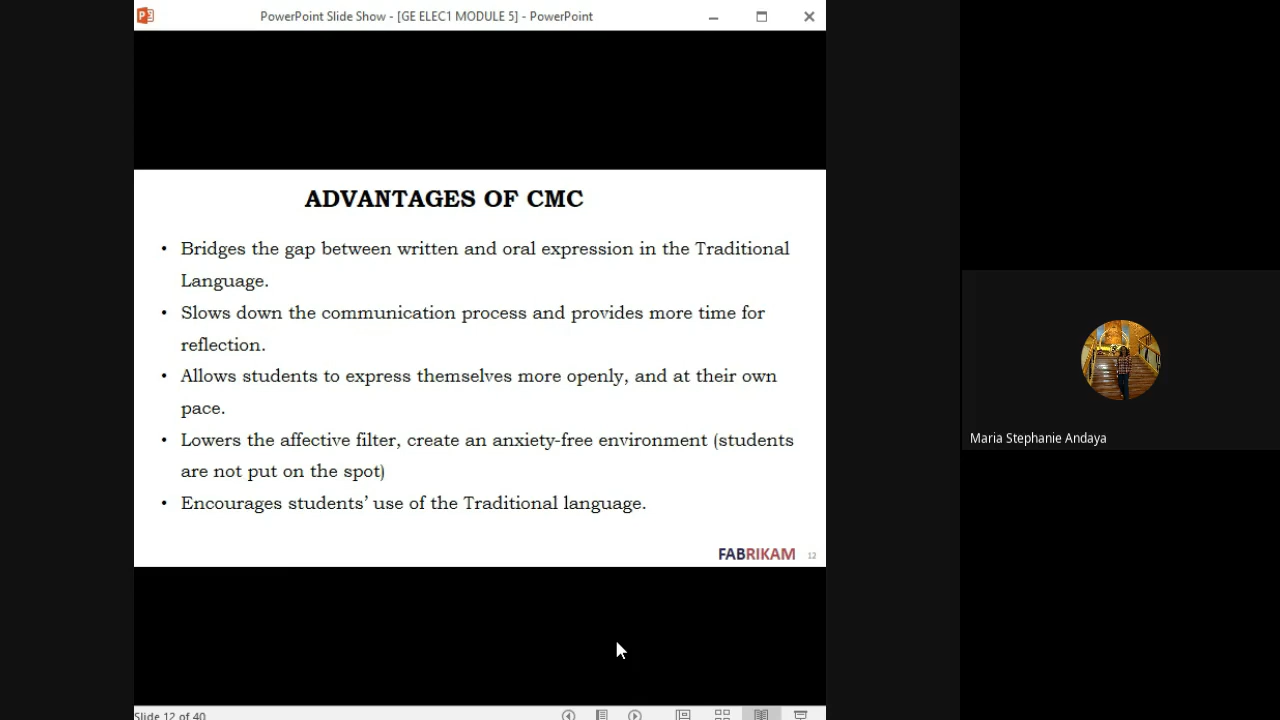 PowerPoint Slide Show - [GE ELEC1 MODULE 5] - PowerPoint
ADVANTAGES OF CMC
• Bridges the gap between written and oral expression in the Traditional
Language.
• Slows down the communication process and provides more time for
reflection.
• Allows students to express themselves more openly, and at their own
pace.
• Lowers the affective filter, create an anxiety-free environment (students
are not put on the spot)
• Encourages students’ use of the Traditional language.
FABRIKAM 12
Maria Stephanie Andaya
Slide 12 of 40